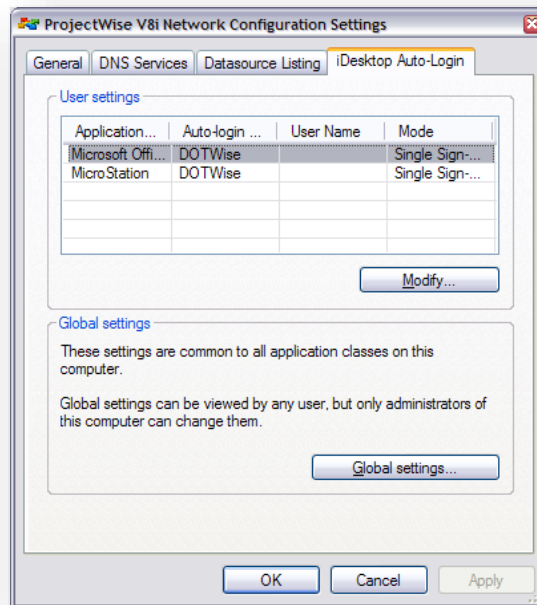 ProjectWise V8i Network Configuration Settings
General DNS Services Datasource Listing iDesktop Auto-Login
User settings
Application... Auto-login ... User Name Mode
Microsoft Offi... DOTWise Single Sign-...
MicroStation DOTWise Single Sign-...
Modify...
Global settings
These settings are common to all application classes on this
computer.
Global settings can be viewed by any user, but only administrators of
this computer can change them.
Global settings...
OK Cancel Apply